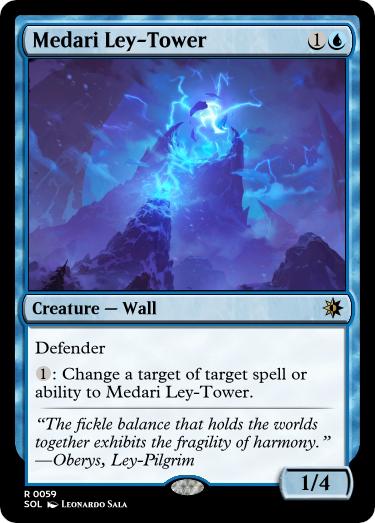 Medari Ley-Tower 1
Creature — Wall
Defender
1: Change a target of target spell or
ability to Medari Ley-Tower.
“The fickle balance that holds the worlds
together exhibits the fragility of harmony.”
—Oberys, Ley-Pilgrim
1/4
R 0059
SOL Leonardo Sala